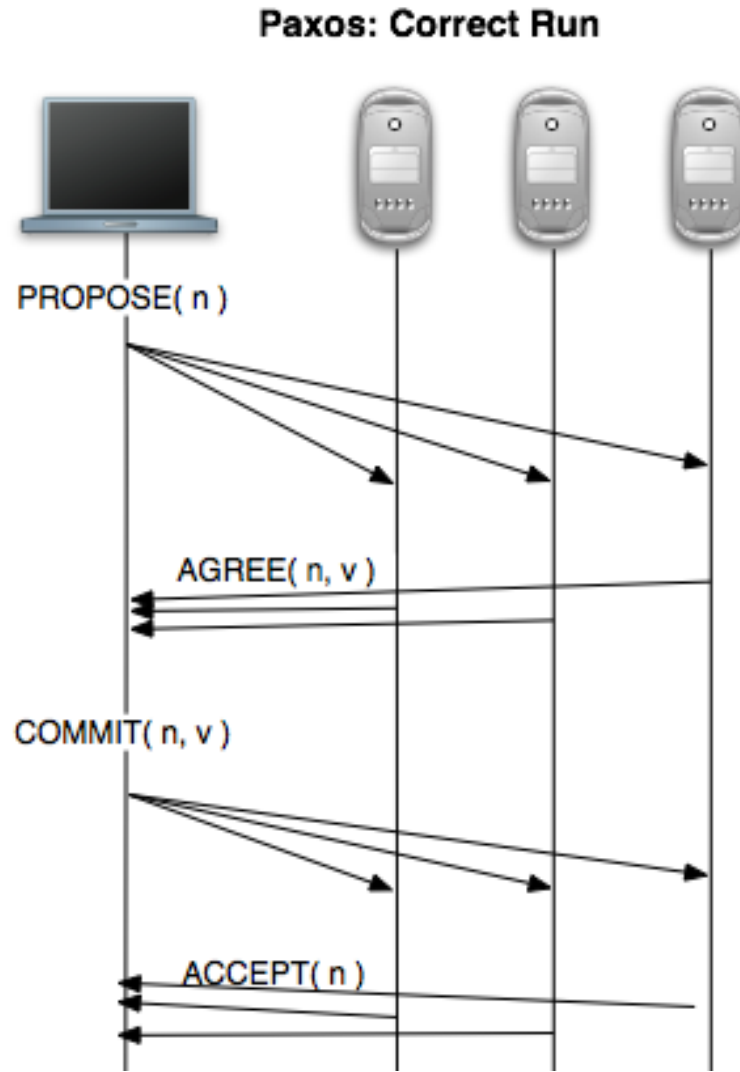 Paxos: Correct Run
PROPOSE( n )
AGREE( n, v )
COMMIT( n, v )
ACCEPT( n )